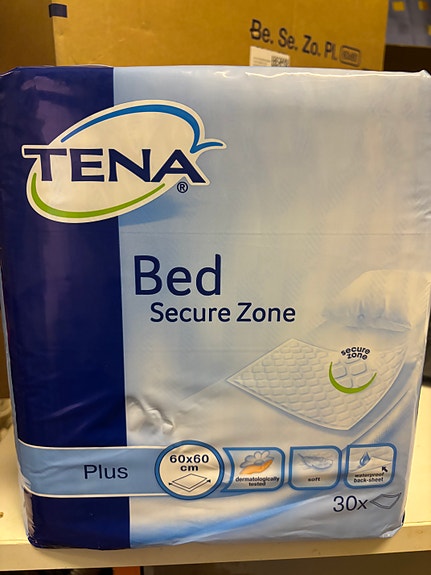 Be. Se. Zo. PL
TENA®
Bed
Secure Zone
secure
zone
Plus
60x60
cm
dermatologically
tested
soft
waterproof
back-sheet
30x